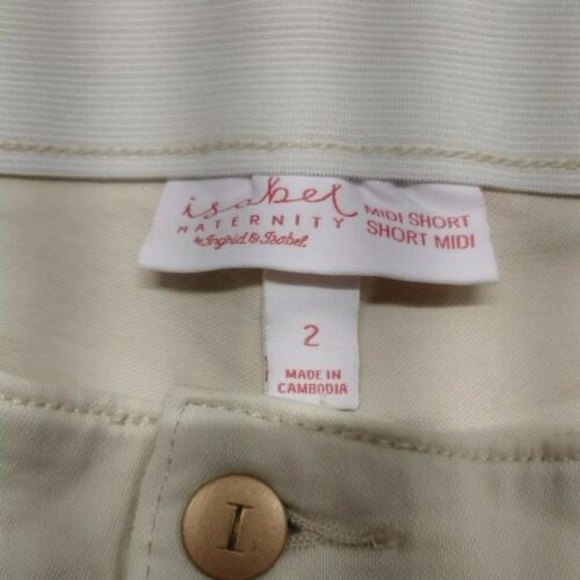 isabel
MATERNITY
by Ingrid & Isabel.
MIDI SHORT
SHORT MIDI
2
MADE IN
CAMBODIA
I